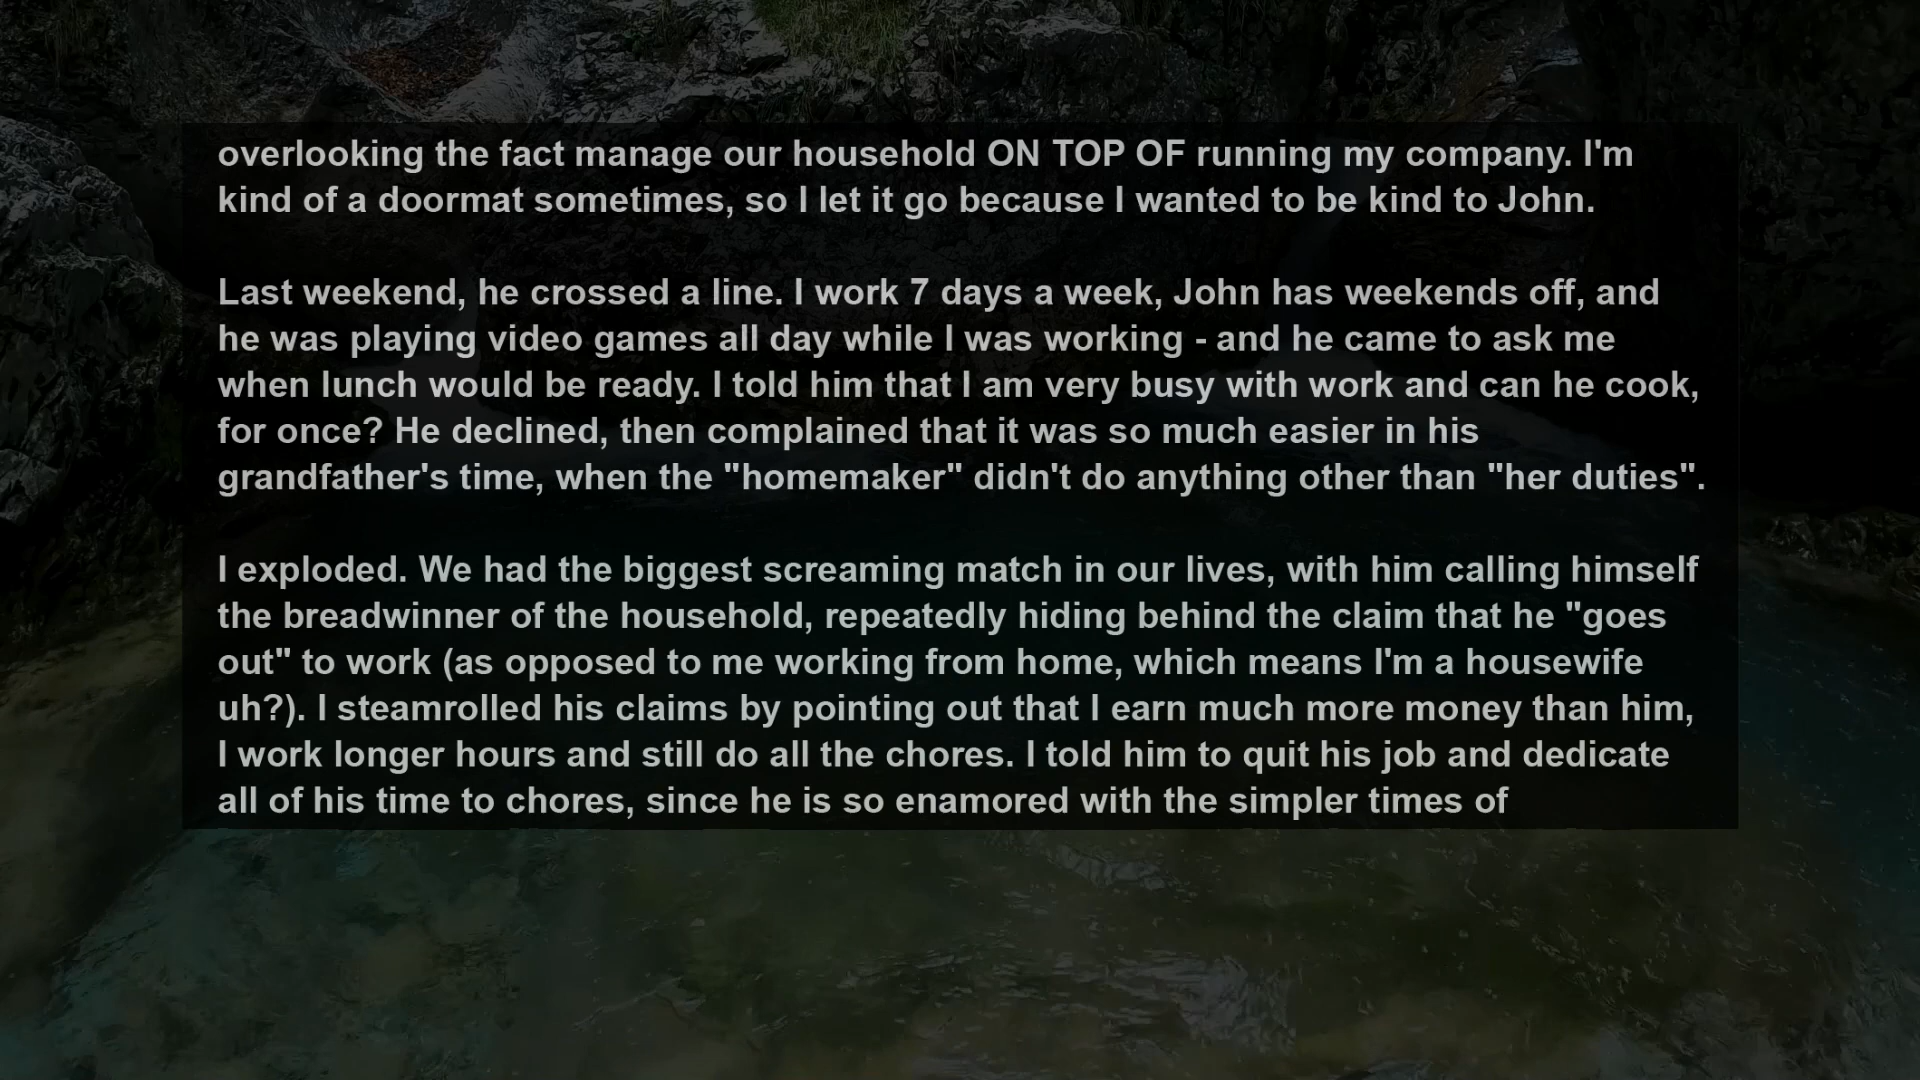 overlooking the fact manage our household ON TOP OF running my company. I'm
kind of a doormat sometimes, so I let it go because I wanted to be kind to John.
Last weekend, he crossed a line. I work 7 days a week, John has weekends off, and
he was playing video games all day while I was working - and he came to ask me
when lunch would be ready. I told him that I am very busy with work and can he cook,
for once? He declined, then complained that it was so much easier in his
grandfather's time, when the "homemaker" didn't do anything other than "her duties".
I exploded. We had the biggest screaming match in our lives, with him calling himself
the breadwinner of the household, repeatedly hiding behind the claim that he "goes
out" to work (as opposed to me working from home, which means I'm a housewife
uh?). I steamrolled his claims by pointing out that I earn much more money than him,
I work longer hours and still do all the chores. I told him to quit his job and dedicate
all of his time to chores, since he is so enamored with the simpler times of